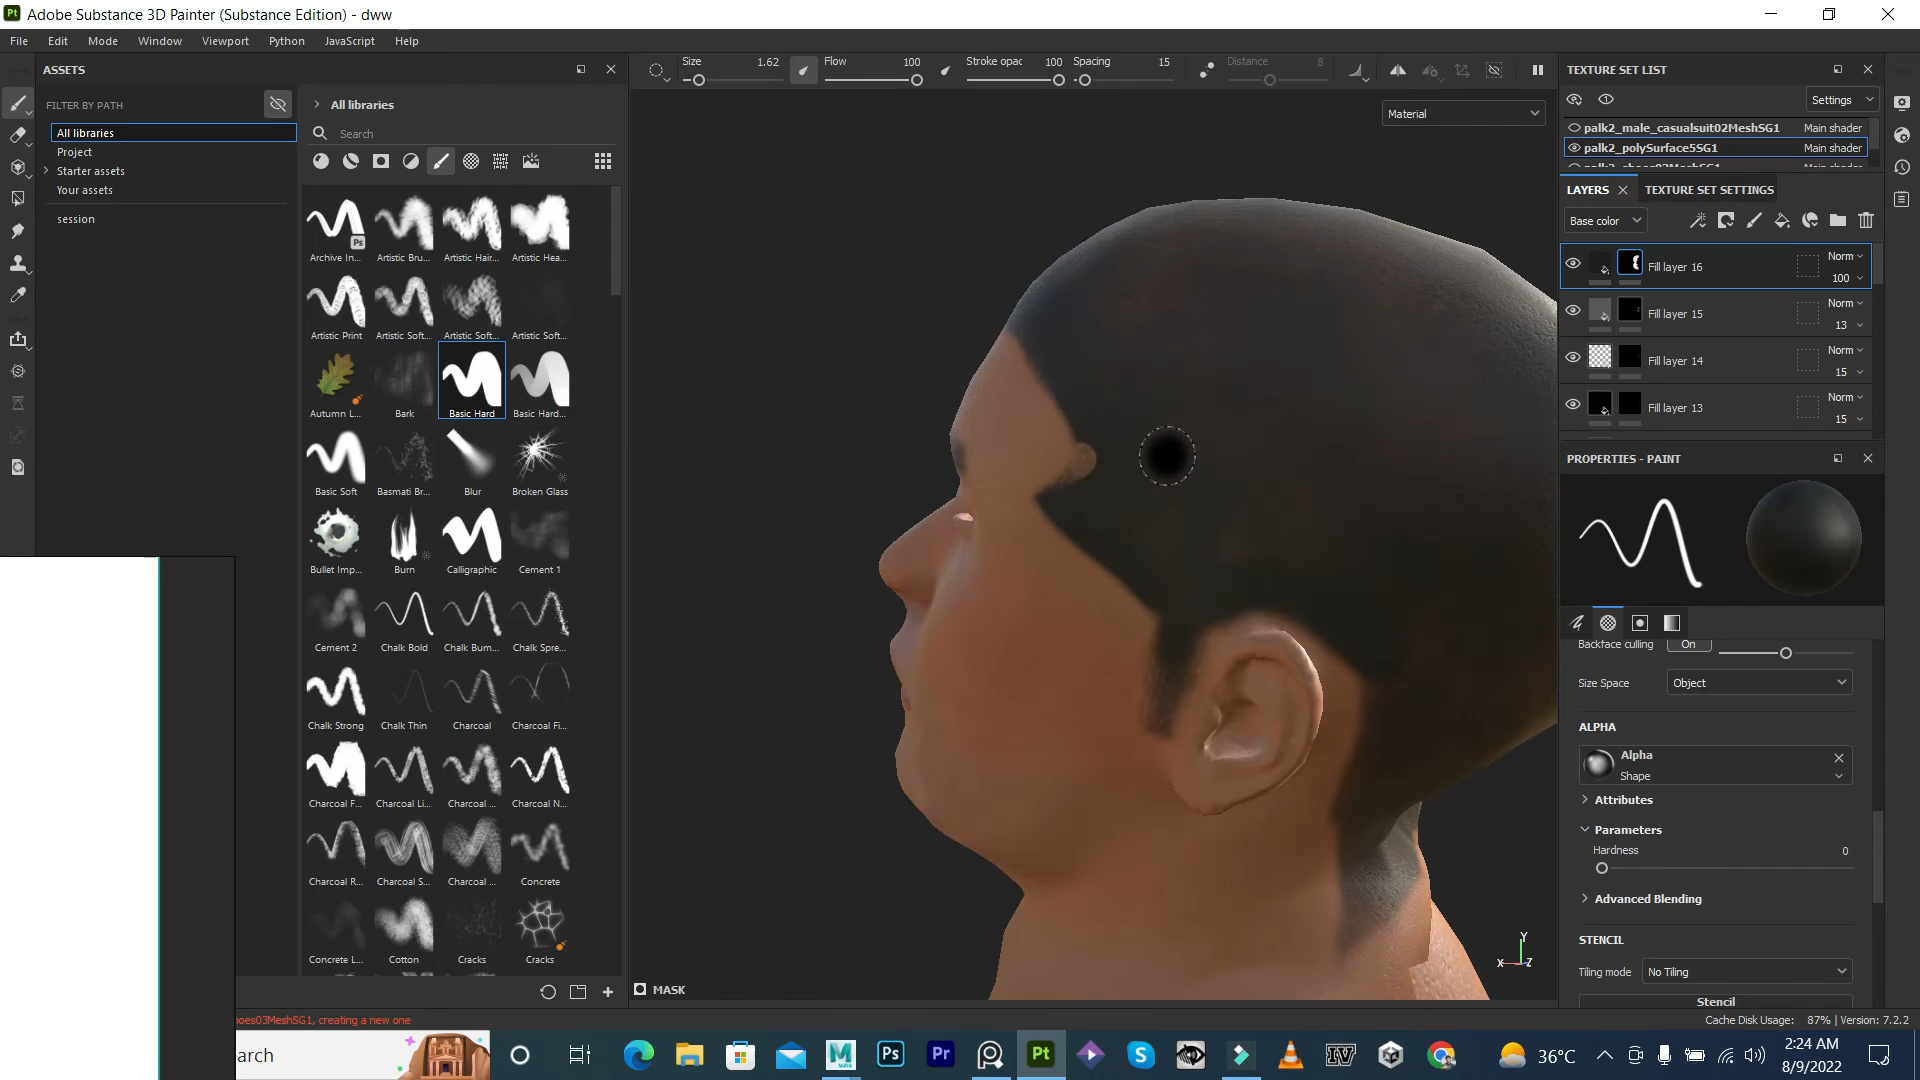 Adobe Substance 3D Painter (Substance Edition) - dww
File Edit Mode Window Viewport Python JavaScript Help
ASSETS
FILTER BY PATH
All libraries
Project
Starter assets
Your assets
session
All libraries
Search
Archive In... Artistic Bru... Artistic Hair... Artistic Hea...
Artistic Print Artistic Soft... Artistic Soft... Artistic Soft...
Autumn L... Bark Basic Hard Basic Hard...
Basic Soft Basmati Br... Blur Broken Glass
Bullet Imp... Burn Calligraphic Cement 1
Cement 2 Chalk Bold Chalk Bum... Chalk Spre...
Chalk Strong Chalk Thin Charcoal Charcoal Fi...
Charcoal F... Charcoal Li... Charcoal ... Charcoal N...
Charcoal R... Charcoal S... Charcoal ... Concrete
Concrete L... Cotton Cracks Cracks
Size 1.62 Flow 100 Stroke opac 100 Spacing 15 Distance 8
Material
Y
X Z
MASK
TEXTURE SET LIST
Settings
palk2_male_casualsuit02MeshSG1 Main shader
palk2_polySurface5SG1 Main shader
LAYERS TEXTURE SET SETTINGS
Base color
Fill layer 16 Norm 100
Fill layer 15 Norm 13
Fill layer 14 Norm 15
Fill layer 13 Norm 15
PROPERTIES - PAINT
Backface culling On
Size Space Object
ALPHA
Alpha
Shape
Attributes
Parameters
Hardness 0
Advanced Blending
STENCIL
Tiling mode No Tiling
Stencil
hoes03MeshSG1, creating a new one
Cache Disk Usage: 87% | Version: 7.2.2
arch
Ps
Pr
Pt
IV
36°C
2:24 AM
8/9/2022